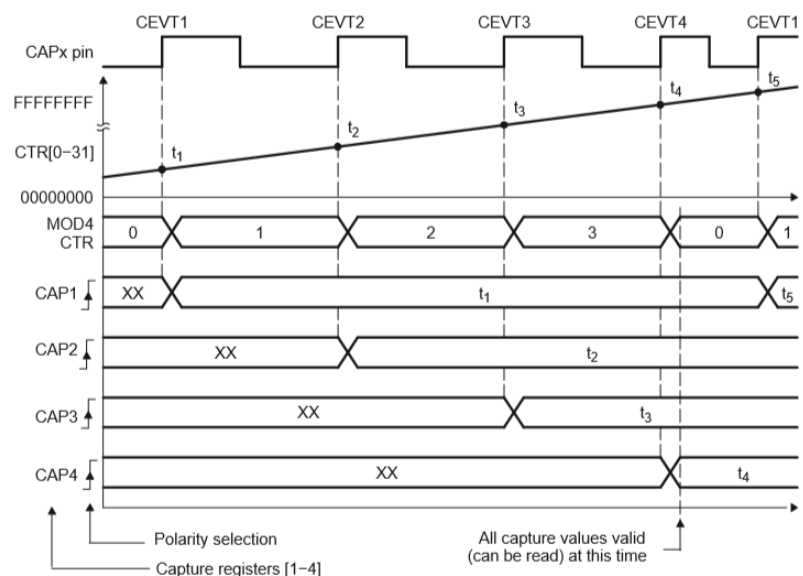 CEVT1 CEVT2 CEVT3 CEVT4 CEVT1
CAPx pin
FFFFFFFF
t5
t4
t3
t2
CTR[0−31]
t1
00000000
MOD4
CTR
0 1 2 3 0 1
CAP1 XX t1 t5
CAP2 XX t2
CAP3 XX t3
CAP4 XX t4
Polarity selection
All capture values valid
(can be read) at this time
Capture registers [1−4]